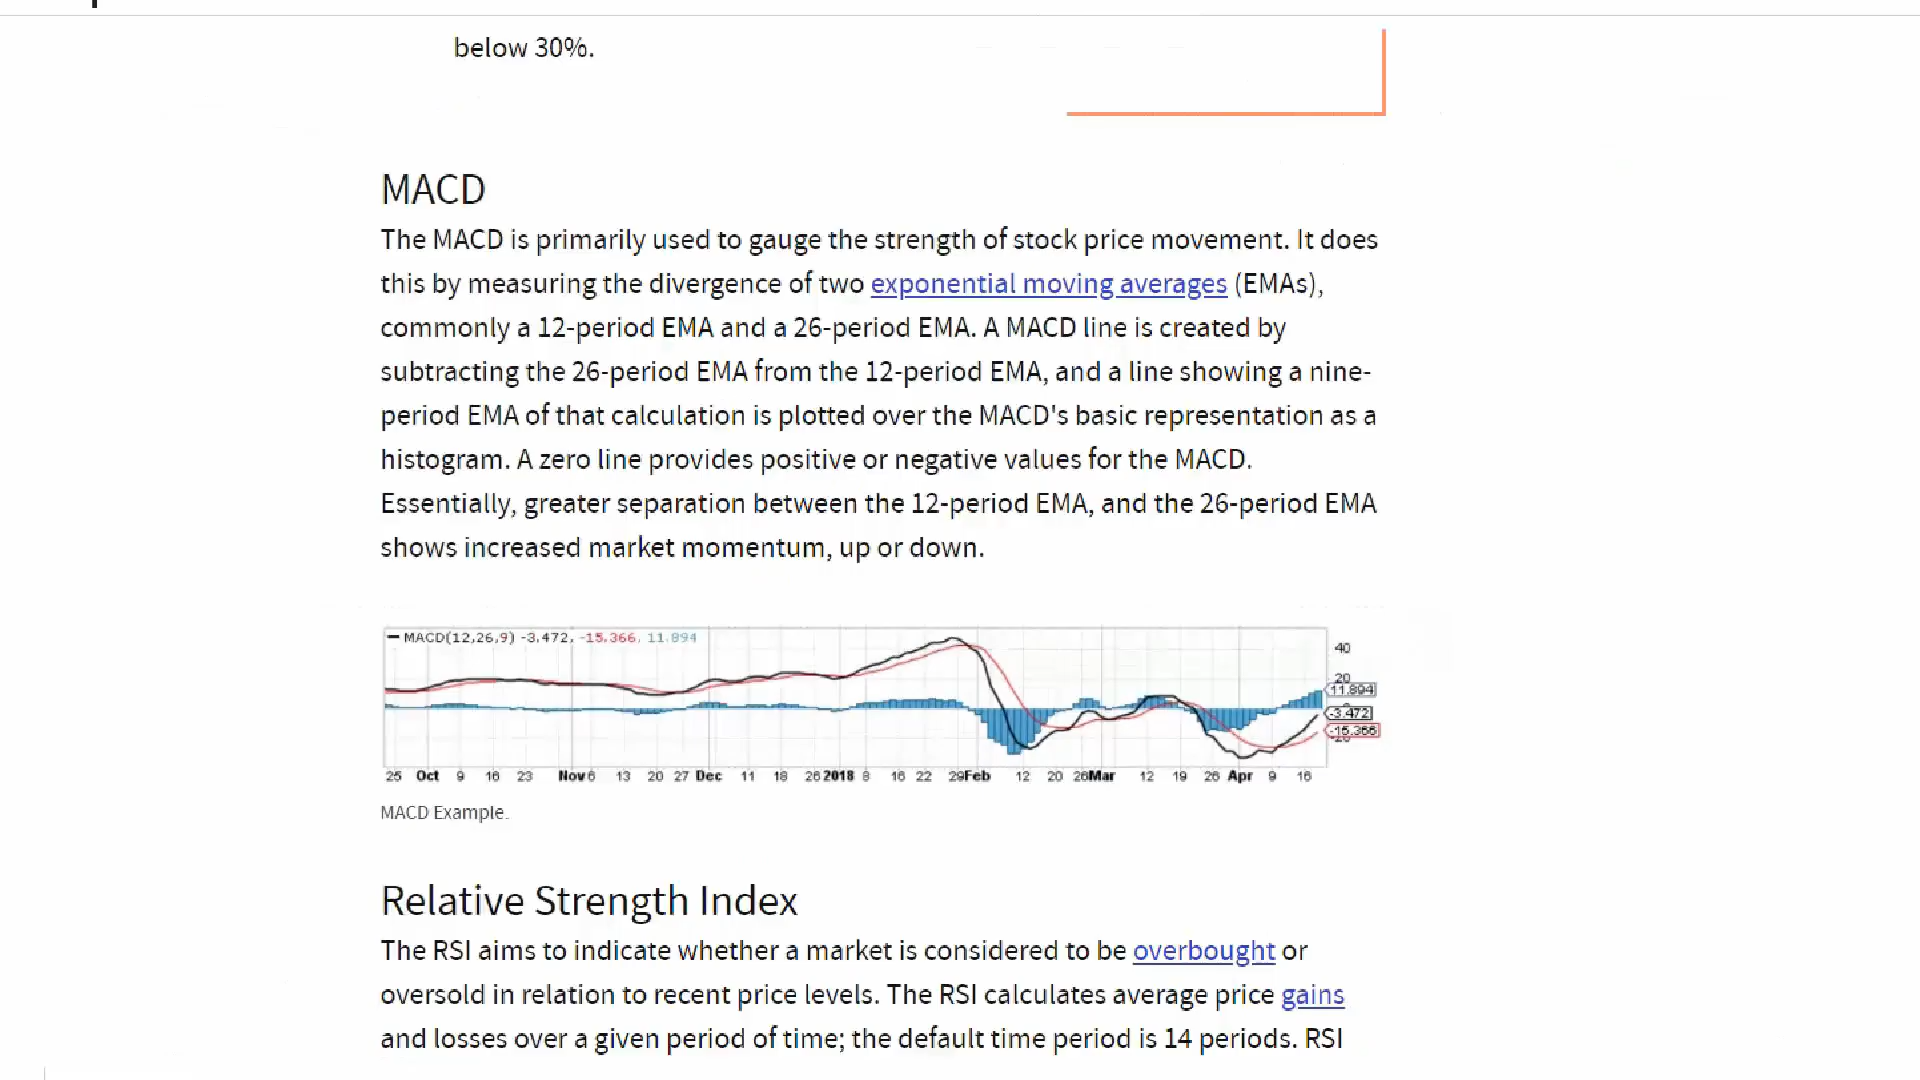 below 30%.
MACD
The MACD is primarily used to gauge the strength of stock price movement. It does
this by measuring the divergence of two exponential moving averages (EMAs),
commonly a 12-period EMA and a 26-period EMA. A MACD line is created by
subtracting the 26-period EMA from the 12-period EMA, and a line showing a nine-
period EMA of that calculation is plotted over the MACD's basic representation as a
histogram. A zero line provides positive or negative values for the MACD.
Essentially, greater separation between the 12-period EMA, and the 26-period EMA
shows increased market momentum, up or down.
MACD(12,26,9) -3.472, -15.366, 11.894
40
20
11.894
-3.472
-15.366
25 Oct 9 16 23 Nov 6 13 20 27 Dec 11 18 26 2018 8 16 22 29 Feb 12 20 26 Mar 12 19 26 Apr 9 16
MACD Example.
Relative Strength Index
The RSI aims to indicate whether a market is considered to be overbought or
oversold in relation to recent price levels. The RSI calculates average price gains
and losses over a given period of time; the default time period is 14 periods. RSI